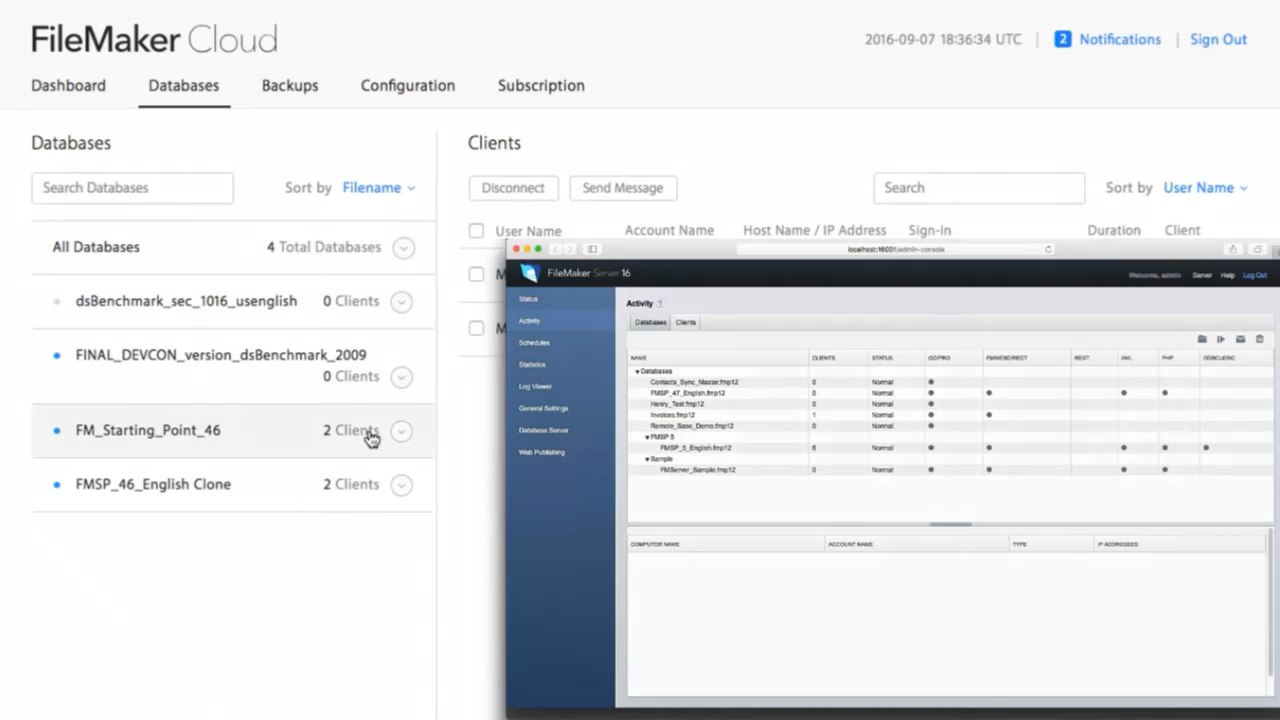 FileMaker Cloud
2016-09-07 18:36:34 UTC | 2 Notifications | Sign Out
Dashboard Databases Backups Configuration Subscription
Databases
Search Databases Sort by Filename
All Databases 4 Total Databases
dsBenchmark_sec_1016_usenglish 0 Clients
FINAL_DEVCON_version_dsBenchmark_2009
0 Clients
FM_Starting_Point_46 2 Clients
FMSP_46_English Clone 2 Clients
Clients
Disconnect Send Message Search Sort by User Name
User Name Account Name Host Name / IP Address Sign-in Duration Client
M
M
localhost:16001/admin-console
FileMaker Server 16
Welcome, admin Server Help Log Out
Status
Activity
Schedules
Statistics
Log Viewer
General Settings
Database Server
Web Publishing
Activity
Databases Clients
NAME CLIENTS STATUS GO/PRO FMWEBDIRECT REST XML PHP ODBC/JDBC
Databases
Contacts_Sync_Master.fmp12 0 Normal
FMSP_47_English.fmp12 0 Normal
Henry_Test.fmp12 0 Normal
Invoices.fmp12 1 Normal
Remote_Base_Demo.fmp12 0 Normal
FMSP 5
FMSP_5_English.fmp12 6 Normal
Sample
FMServer_Sample.fmp12 0 Normal
COMPUTER NAME ACCOUNT NAME TYPE IP ADDRESSES